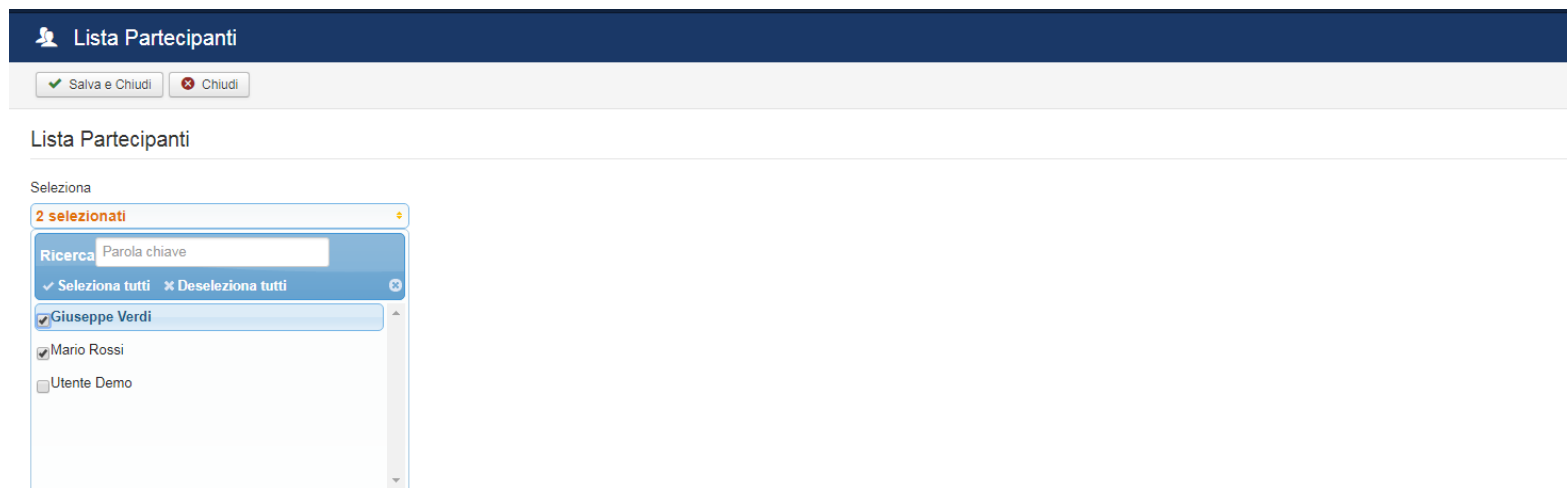 Lista Partecipanti
Salva e Chiudi Chiudi
Lista Partecipanti
Seleziona
2 selezionati
Ricerca Parola chiave
Seleziona tutti Deseleziona tutti
Giuseppe Verdi
Mario Rossi
Utente Demo